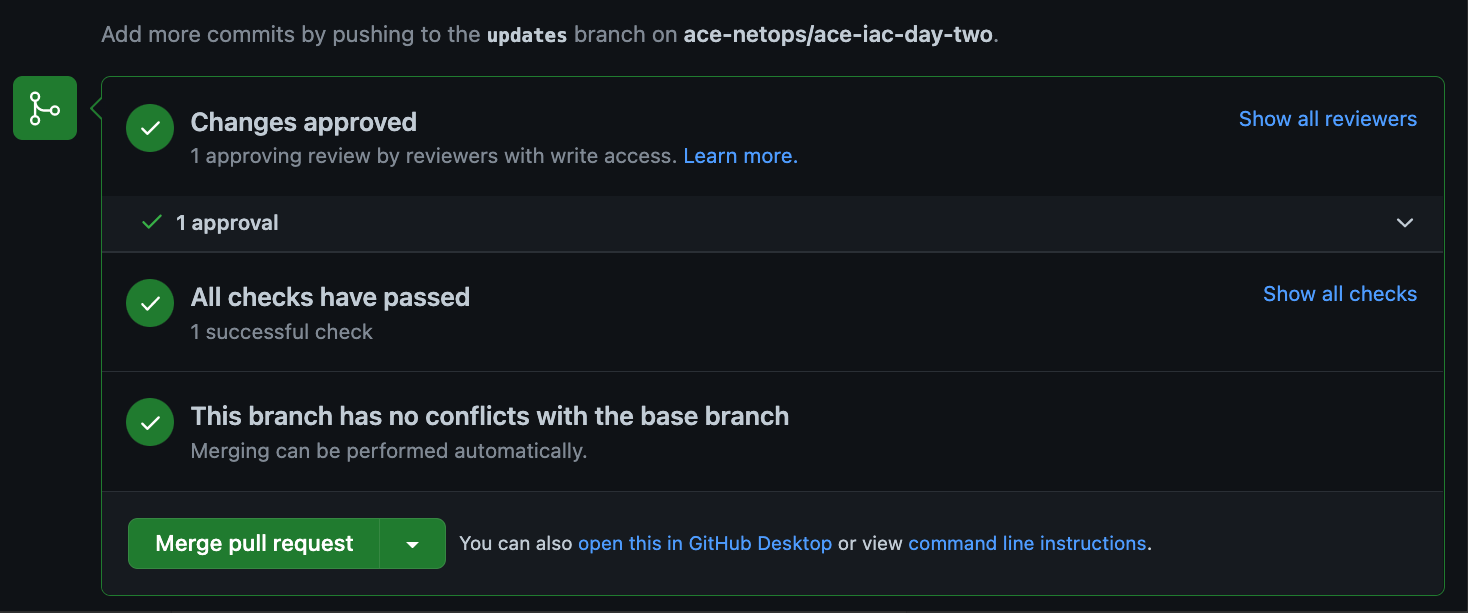 Add more commits by pushing to the updates branch on ace-netops/ace-iac-day-two.
Changes approved
Show all reviewers
1 approving review by reviewers with write access. Learn more.
1 approval
All checks have passed
Show all checks
1 successful check
This branch has no conflicts with the base branch
Merging can be performed automatically.
Merge pull request
You can also open this in GitHub Desktop or view command line instructions.